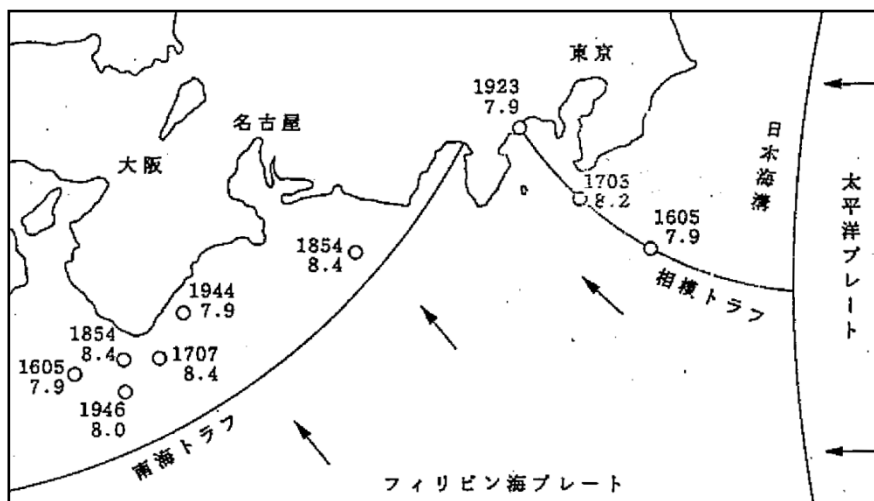 東京
1923
7.9
名古屋
大阪
日本海溝
太平洋プレート
1703
8.2
1605
7.9
1854
8.4
相模トラフ
1944
7.9
1854
8.4
1707
8.4
1605
7.9
1946
8.0
南海トラフ
フィリピン海プレート